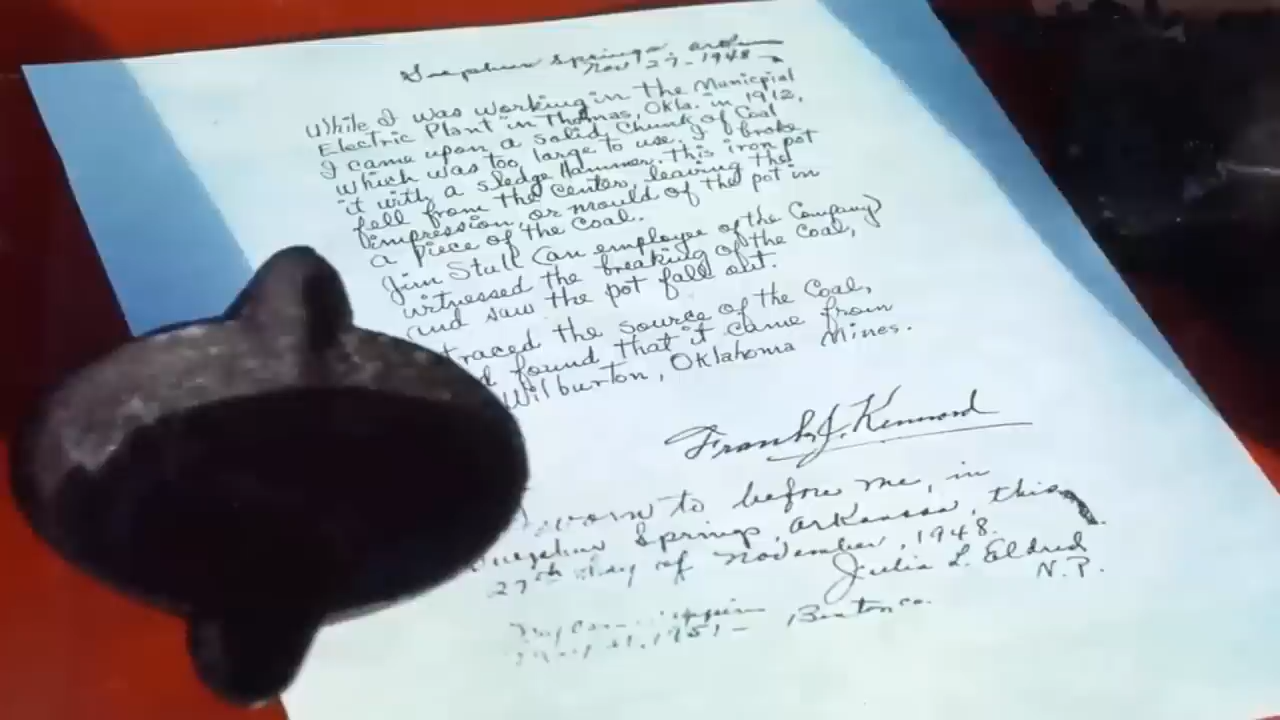 Sulphur Springs, Arkansas
Nov 27-1948
While I was working in the Municpial
Electric Plant in Thomas, Okla. in 1912,
I came upon a solid chunk of Coal
which was too large to use. I broke
it with a sledge Hammer. This iron pot
fell from the center, leaving the
impression, or mould of the pot in
a piece of the coal.
Jim Stull (an employee of the Company)
witnessed the breaking of the coal,
and saw the pot fall out.
traced the source of the Coal,
found that it came from
Wilburton, Oklahoma Mines.
Frank J. Kennard
to before me, in
Springs, Arkansas, this
27th day of November, 1948.
Julia L. Eldred
N.P.
1951 - Benton co.